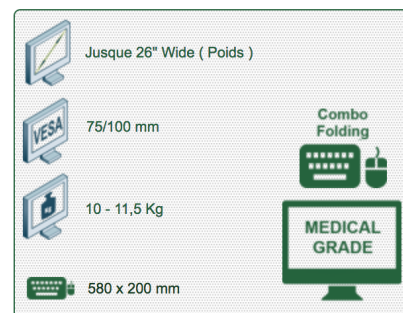 Jusque 26" Wide ( Poids )
VESA
75/100 mm
Combo
Folding
KG
10 - 11,5 Kg
MEDICAL
GRADE
580 x 200 mm